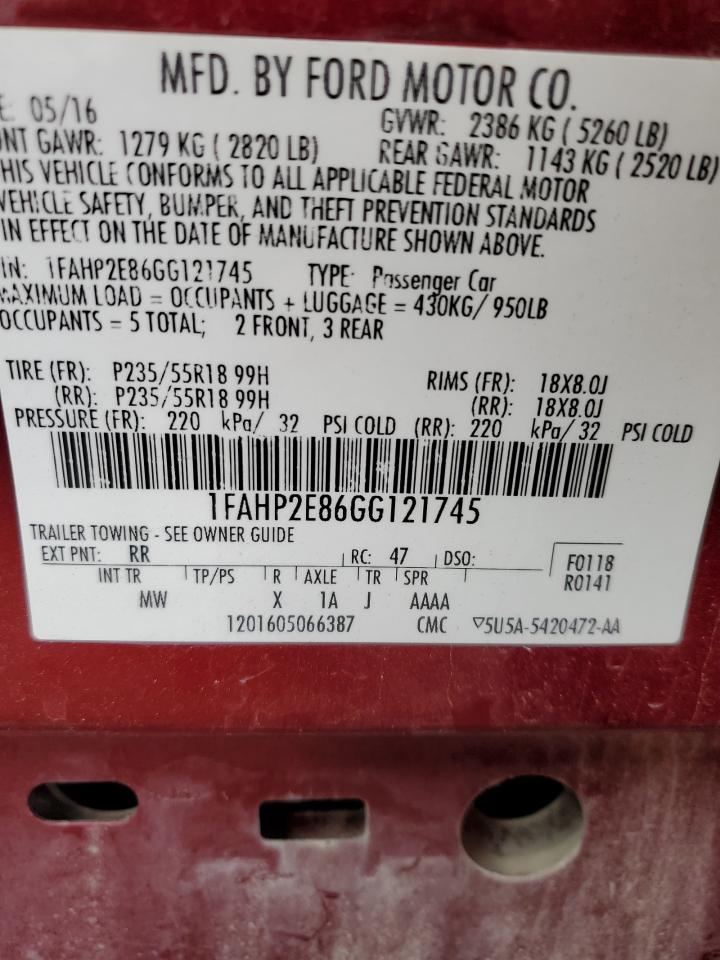 MFD. BY FORD MOTOR CO.
E: 05/16 GVWR: 2386 KG ( 5260 LB)
NT GAWR: 1279 KG ( 2820 LB) REAR GAWR: 1143 KG ( 2520 LB)
HIS VEHICLE CONFORMS TO ALL APPLICABLE FEDERAL MOTOR
VEHICLE SAFETY, BUMPER, AND THEFT PREVENTION STANDARDS
IN EFFECT ON THE DATE OF MANUFACTURE SHOWN ABOVE.
IN: 1FAHP2E86GG121745 TYPE: Passenger Car
MAXIMUM LOAD = OCCUPANTS + LUGGAGE = 430KG/ 950LB
OCCUPANTS = 5 TOTAL; 2 FRONT, 3 REAR
TIRE (FR): P235/55R18 99H RIMS (FR): 18X8.0J
(RR): P235/55R18 99H (RR): 18X8.0J
PRESSURE (FR): 220 kPa/ 32 PSI COLD (RR): 220 kPa/ 32 PSI COLD
1FAHP2E86GG121745
TRAILER TOWING - SEE OWNER GUIDE
EXT PNT: RR RC: 47 DSO: F0118
R0141
INT TR TP/PS R AXLE TR SPR
MW X 1A J AAAA
1201605066387 CMC ▽5U5A-5420472-AA